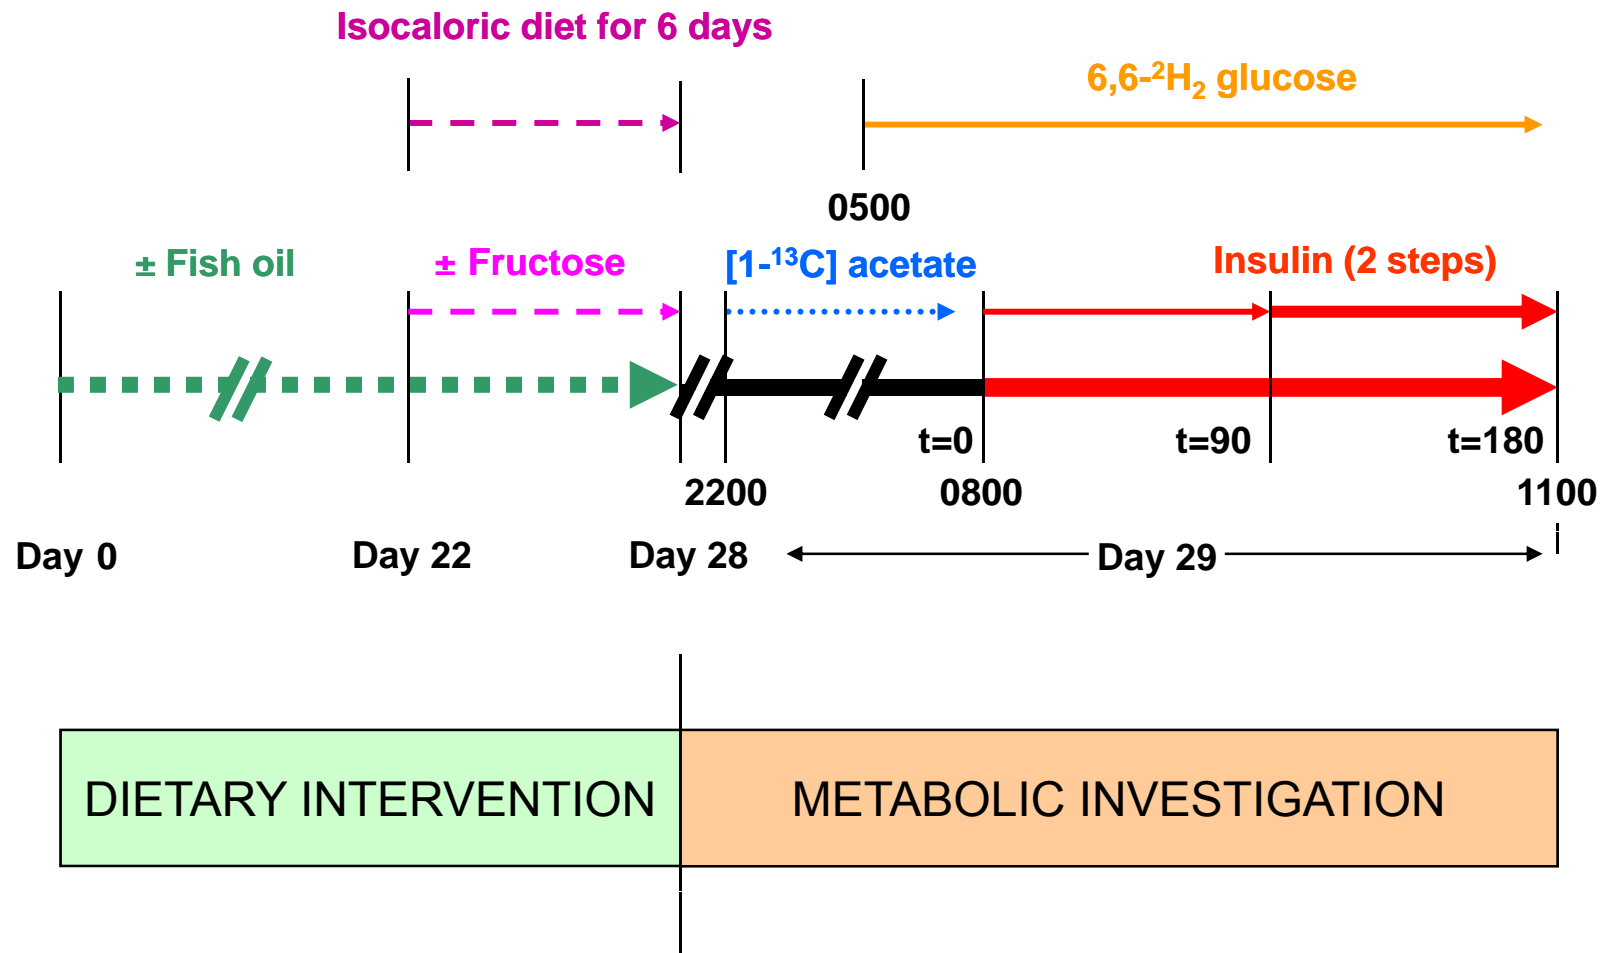 Isocaloric diet for 6 days
6,6-²H₂ glucose
0500
± Fish oil
± Fructose
[1-¹³C] acetate
Insulin (2 steps)
t=0
t=90
t=180
2200
0800
1100
Day 0
Day 22
Day 28
Day 29
DIETARY INTERVENTION
METABOLIC INVESTIGATION